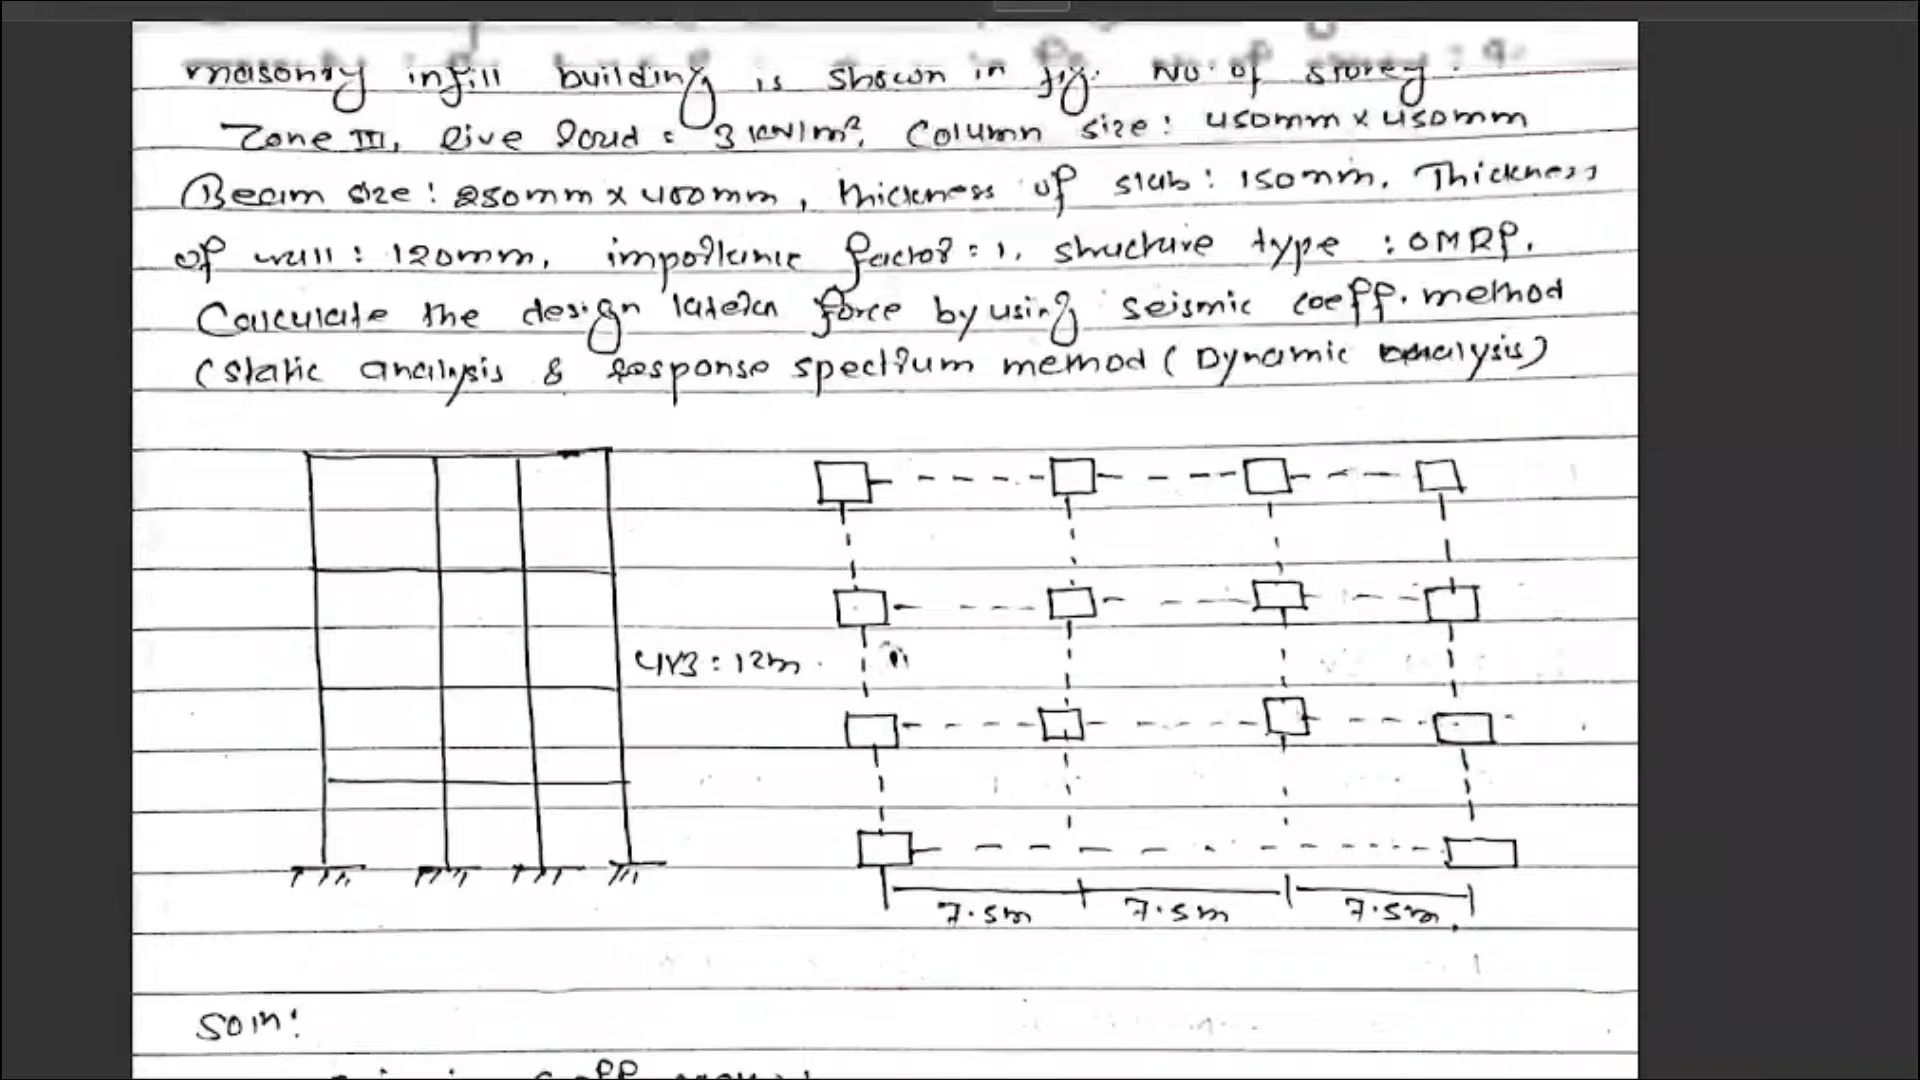 masonry infill building is shown in fig. No. of storey : 4
Zone III, live load = 3 kN/m², Column size : 450mm x 450mm
Beam size : 250mm x 400mm, thickness of slab : 150mm. Thickness
of wall : 120mm, importance factor = 1, structure type : OMRF.
Calculate the design lateral force by using seismic coeff. method
(static analysis & response spectrum method (Dynamic analysis)
4x3 = 12m
7.5m 7.5m 7.5m
Soln: